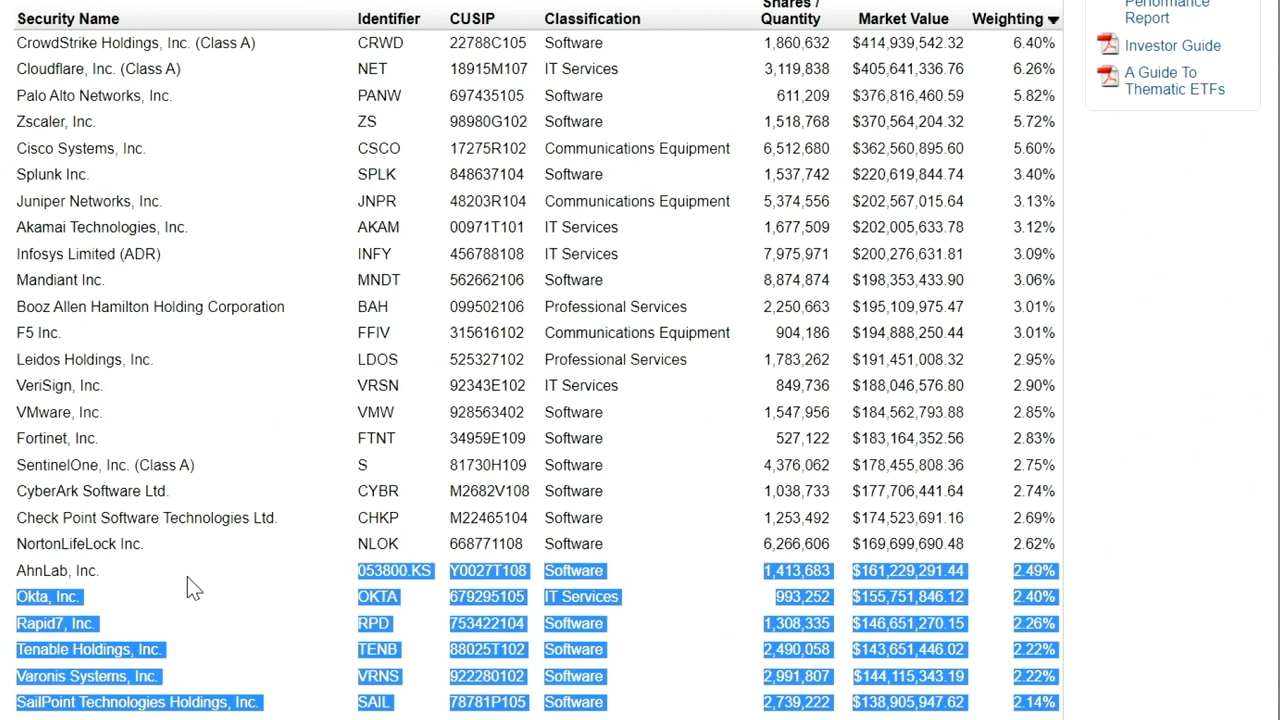 Shares /
Security Name Identifier CUSIP Classification Quantity Market Value Weighting
CrowdStrike Holdings, Inc. (Class A) CRWD 22788C105 Software 1,860,632 $414,939,542.32 6.40%
Cloudflare, Inc. (Class A) NET 18915M107 IT Services 3,119,838 $405,641,336.76 6.26%
Palo Alto Networks, Inc. PANW 697435105 Software 611,209 $376,816,460.59 5.82%
Zscaler, Inc. ZS 98980G102 Software 1,518,768 $370,564,204.32 5.72%
Cisco Systems, Inc. CSCO 17275R102 Communications Equipment 6,512,680 $362,560,895.60 5.60%
Splunk Inc. SPLK 848637104 Software 1,537,742 $220,619,844.74 3.40%
Juniper Networks, Inc. JNPR 48203R104 Communications Equipment 5,374,556 $202,567,015.64 3.13%
Akamai Technologies, Inc. AKAM 00971T101 IT Services 1,677,509 $202,005,633.78 3.12%
Infosys Limited (ADR) INFY 456788108 IT Services 7,975,971 $200,276,631.81 3.09%
Mandiant Inc. MNDT 562662106 Software 8,874,874 $198,353,433.90 3.06%
Booz Allen Hamilton Holding Corporation BAH 099502106 Professional Services 2,250,663 $195,109,975.47 3.01%
F5 Inc. FFIV 315616102 Communications Equipment 904,186 $194,888,250.44 3.01%
Leidos Holdings, Inc. LDOS 525327102 Professional Services 1,783,262 $191,451,008.32 2.95%
VeriSign, Inc. VRSN 92343E102 IT Services 849,736 $188,046,576.80 2.90%
VMware, Inc. VMW 928563402 Software 1,547,956 $184,562,793.88 2.85%
Fortinet, Inc. FTNT 34959E109 Software 527,122 $183,164,352.56 2.83%
SentinelOne, Inc. (Class A) S 81730H109 Software 4,376,062 $178,455,808.36 2.75%
CyberArk Software Ltd. CYBR M2682V108 Software 1,038,733 $177,706,441.64 2.74%
Check Point Software Technologies Ltd. CHKP M22465104 Software 1,253,492 $174,523,691.16 2.69%
NortonLifeLock Inc. NLOK 668771108 Software 6,266,606 $169,699,690.48 2.62%
AhnLab, Inc. 053800.KS Y0027T108 Software 1,413,683 $161,229,291.44 2.49%
Okta, Inc. OKTA 679295105 IT Services 993,252 $155,751,846.12 2.40%
Rapid7, Inc. RPD 753422104 Software 1,308,335 $146,651,270.15 2.26%
Tenable Holdings, Inc. TENB 88025T102 Software 2,490,058 $143,651,446.02 2.22%
Varonis Systems, Inc. VRNS 922280102 Software 2,991,807 $144,115,343.19 2.22%
SailPoint Technologies Holdings, Inc. SAIL 78781P105 Software 2,739,222 $138,905,947.62 2.14%
Performance
Report
Investor Guide
A Guide To
Thematic ETFs